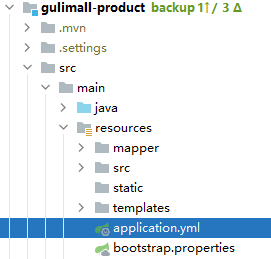 gulimall-product backup 1↑/ 3 Δ
.mvn
.settings
src
main
java
resources
mapper
src
static
templates
application.yml
bootstrap.properties